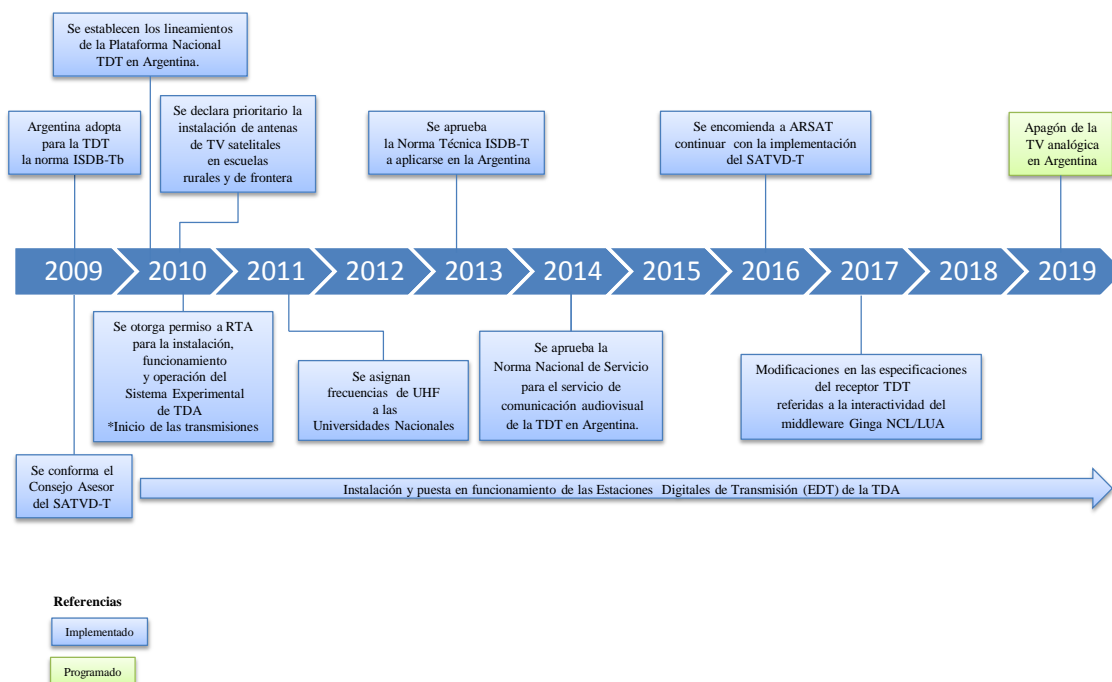 Se establecen los lineamientos
de la Plataforma Nacional
TDT en Argentina.
Argentina adopta
para la TDT
la norma ISDB-Tb
Se declara prioritario la
instalación de antenas
de TV satelitales
en escuelas
rurales y de frontera
Se aprueba
la Norma Técnica ISDB-T
a aplicarse en la Argentina
Se encomienda a ARSAT
continuar con la implementación
del SATVD-T
Apagón de la
TV analógica
en Argentina
2009 2010 2011 2012 2013 2014 2015 2016 2017 2018 2019
Se otorga permiso a RTA
para la instalación,
funcionamiento
y operación del
Sistema Experimental
de TDA
*Inicio de las transmisiones
Se asignan
frecuencias de UHF
a las
Universidades Nacionales
Se aprueba la
Norma Nacional de Servicio
para el servicio de
comunicación audiovisual
de la TDT en Argentina.
Modificaciones en las especificaciones
del receptor TDT
referidas a la interactividad del
middleware Ginga NCL/LUA
Se conforma el
Consejo Asesor
del SATVD-T
Instalación y puesta en funcionamiento de las Estaciones Digitales de Transmisión (EDT) de la TDA
Referencias
Implementado
Programado